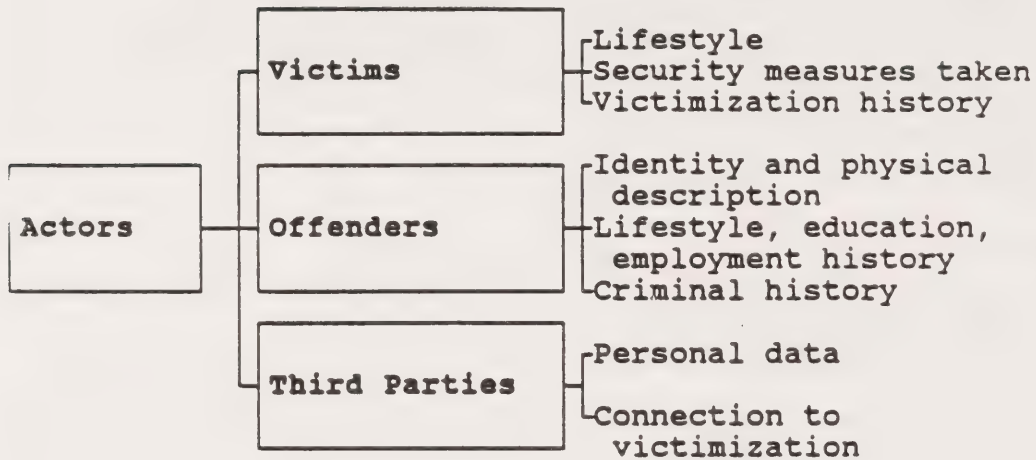 Victims
Lifestyle
Security measures taken
Victimization history
Actors
Offenders
Identity and physical
description
Lifestyle, education,
employment history
Criminal history
Third Parties
Personal data
Connection to
victimization